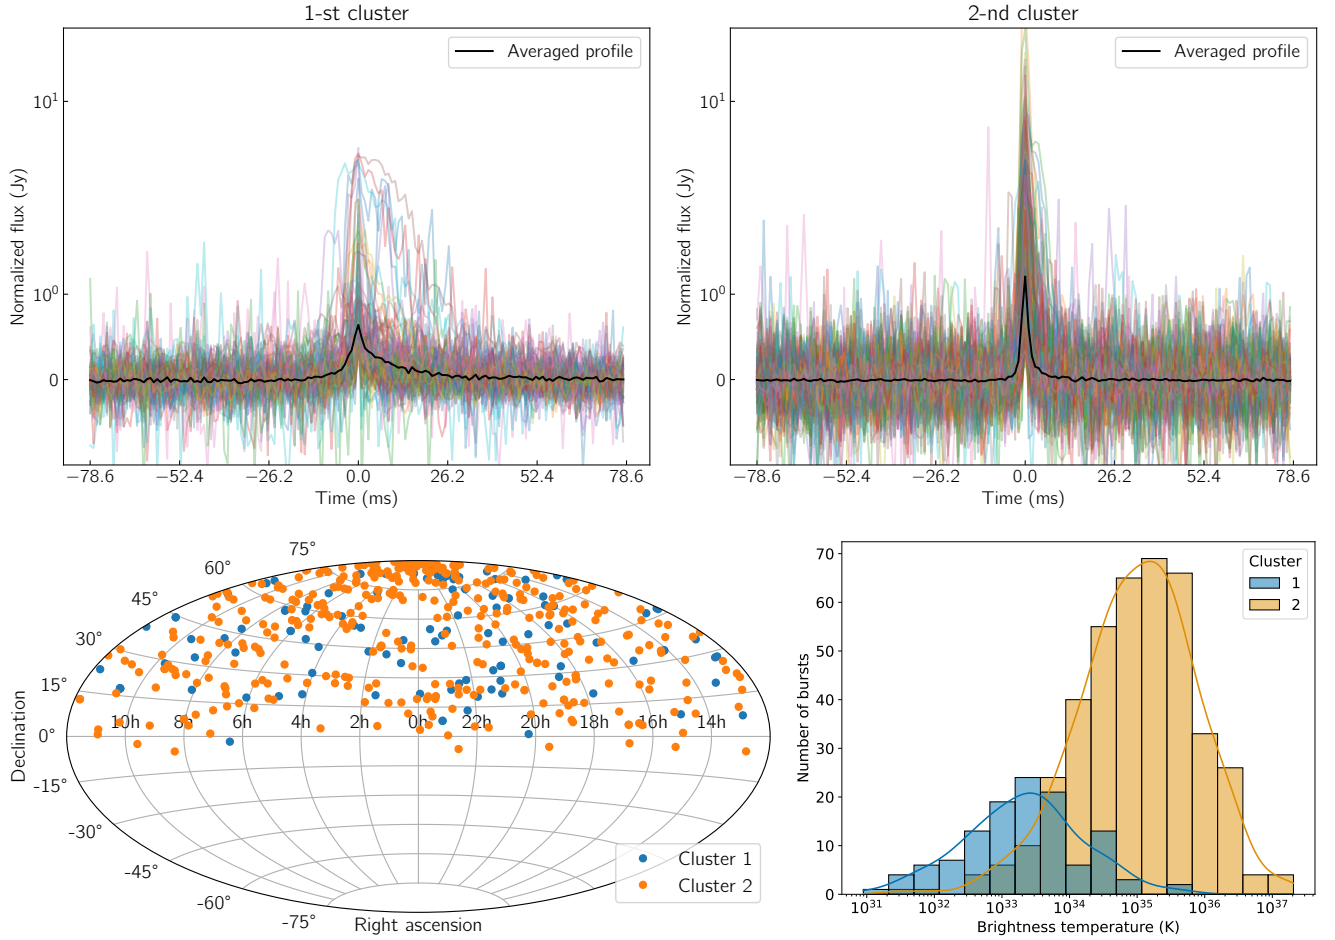 1-st cluster
Averaged profile
10¹
10⁰
0
Normalized flux (Jy)
−78.6 −52.4 −26.2 0.0 26.2 52.4 78.6
Time (ms)
2-nd cluster
Averaged profile
10¹
10⁰
0
Normalized flux (Jy)
−78.6 −52.4 −26.2 0.0 26.2 52.4 78.6
Time (ms)
75°
60°
45°
30°
15°
0°
-15°
-30°
-45°
-60°
-75°
Declination
10h 8h 6h 4h 2h 0h 22h 20h 18h 16h 14h
Cluster 1
Cluster 2
Right ascension
Cluster
1
2
70
60
50
40
30
20
10
0
Number of bursts
10³¹ 10³² 10³³ 10³⁴ 10³⁵ 10³⁶ 10³⁷
Brightness temperature (K)